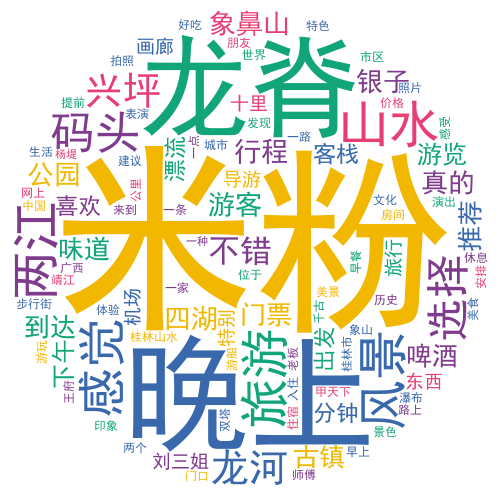 好吃
特色
象鼻山
朋友
画廊
世界
拍照
龙脊
市区
兴坪
银子
照片
提前
十里
价格
山水
码头
表演
漂流
一点
发现
一路
感受
城市
行程
客栈
游览
生活
杨堤
建议
导游
真的
网上
公园
公里
米粉
文化
中国
喜欢
来到
一条
游客
房间
演出
推荐
两江
味道
一种
不错
早餐
旅行
休息
广西
位于
安排
靖江
机场
一家
美景
历史
选择
美食
步行街
体验
四湖
特别
门票
千古
出发
象山
到达
下午
感觉
桂林山水
晚上
旅游
老板
桂林市
风景
啤酒
游玩
游船
入住
甲天下
瀑布
东西
王府
住宿
路上
印象
双塔
分钟
景色
两个
刘三姐
龙河
古镇
早上
门口
师傅